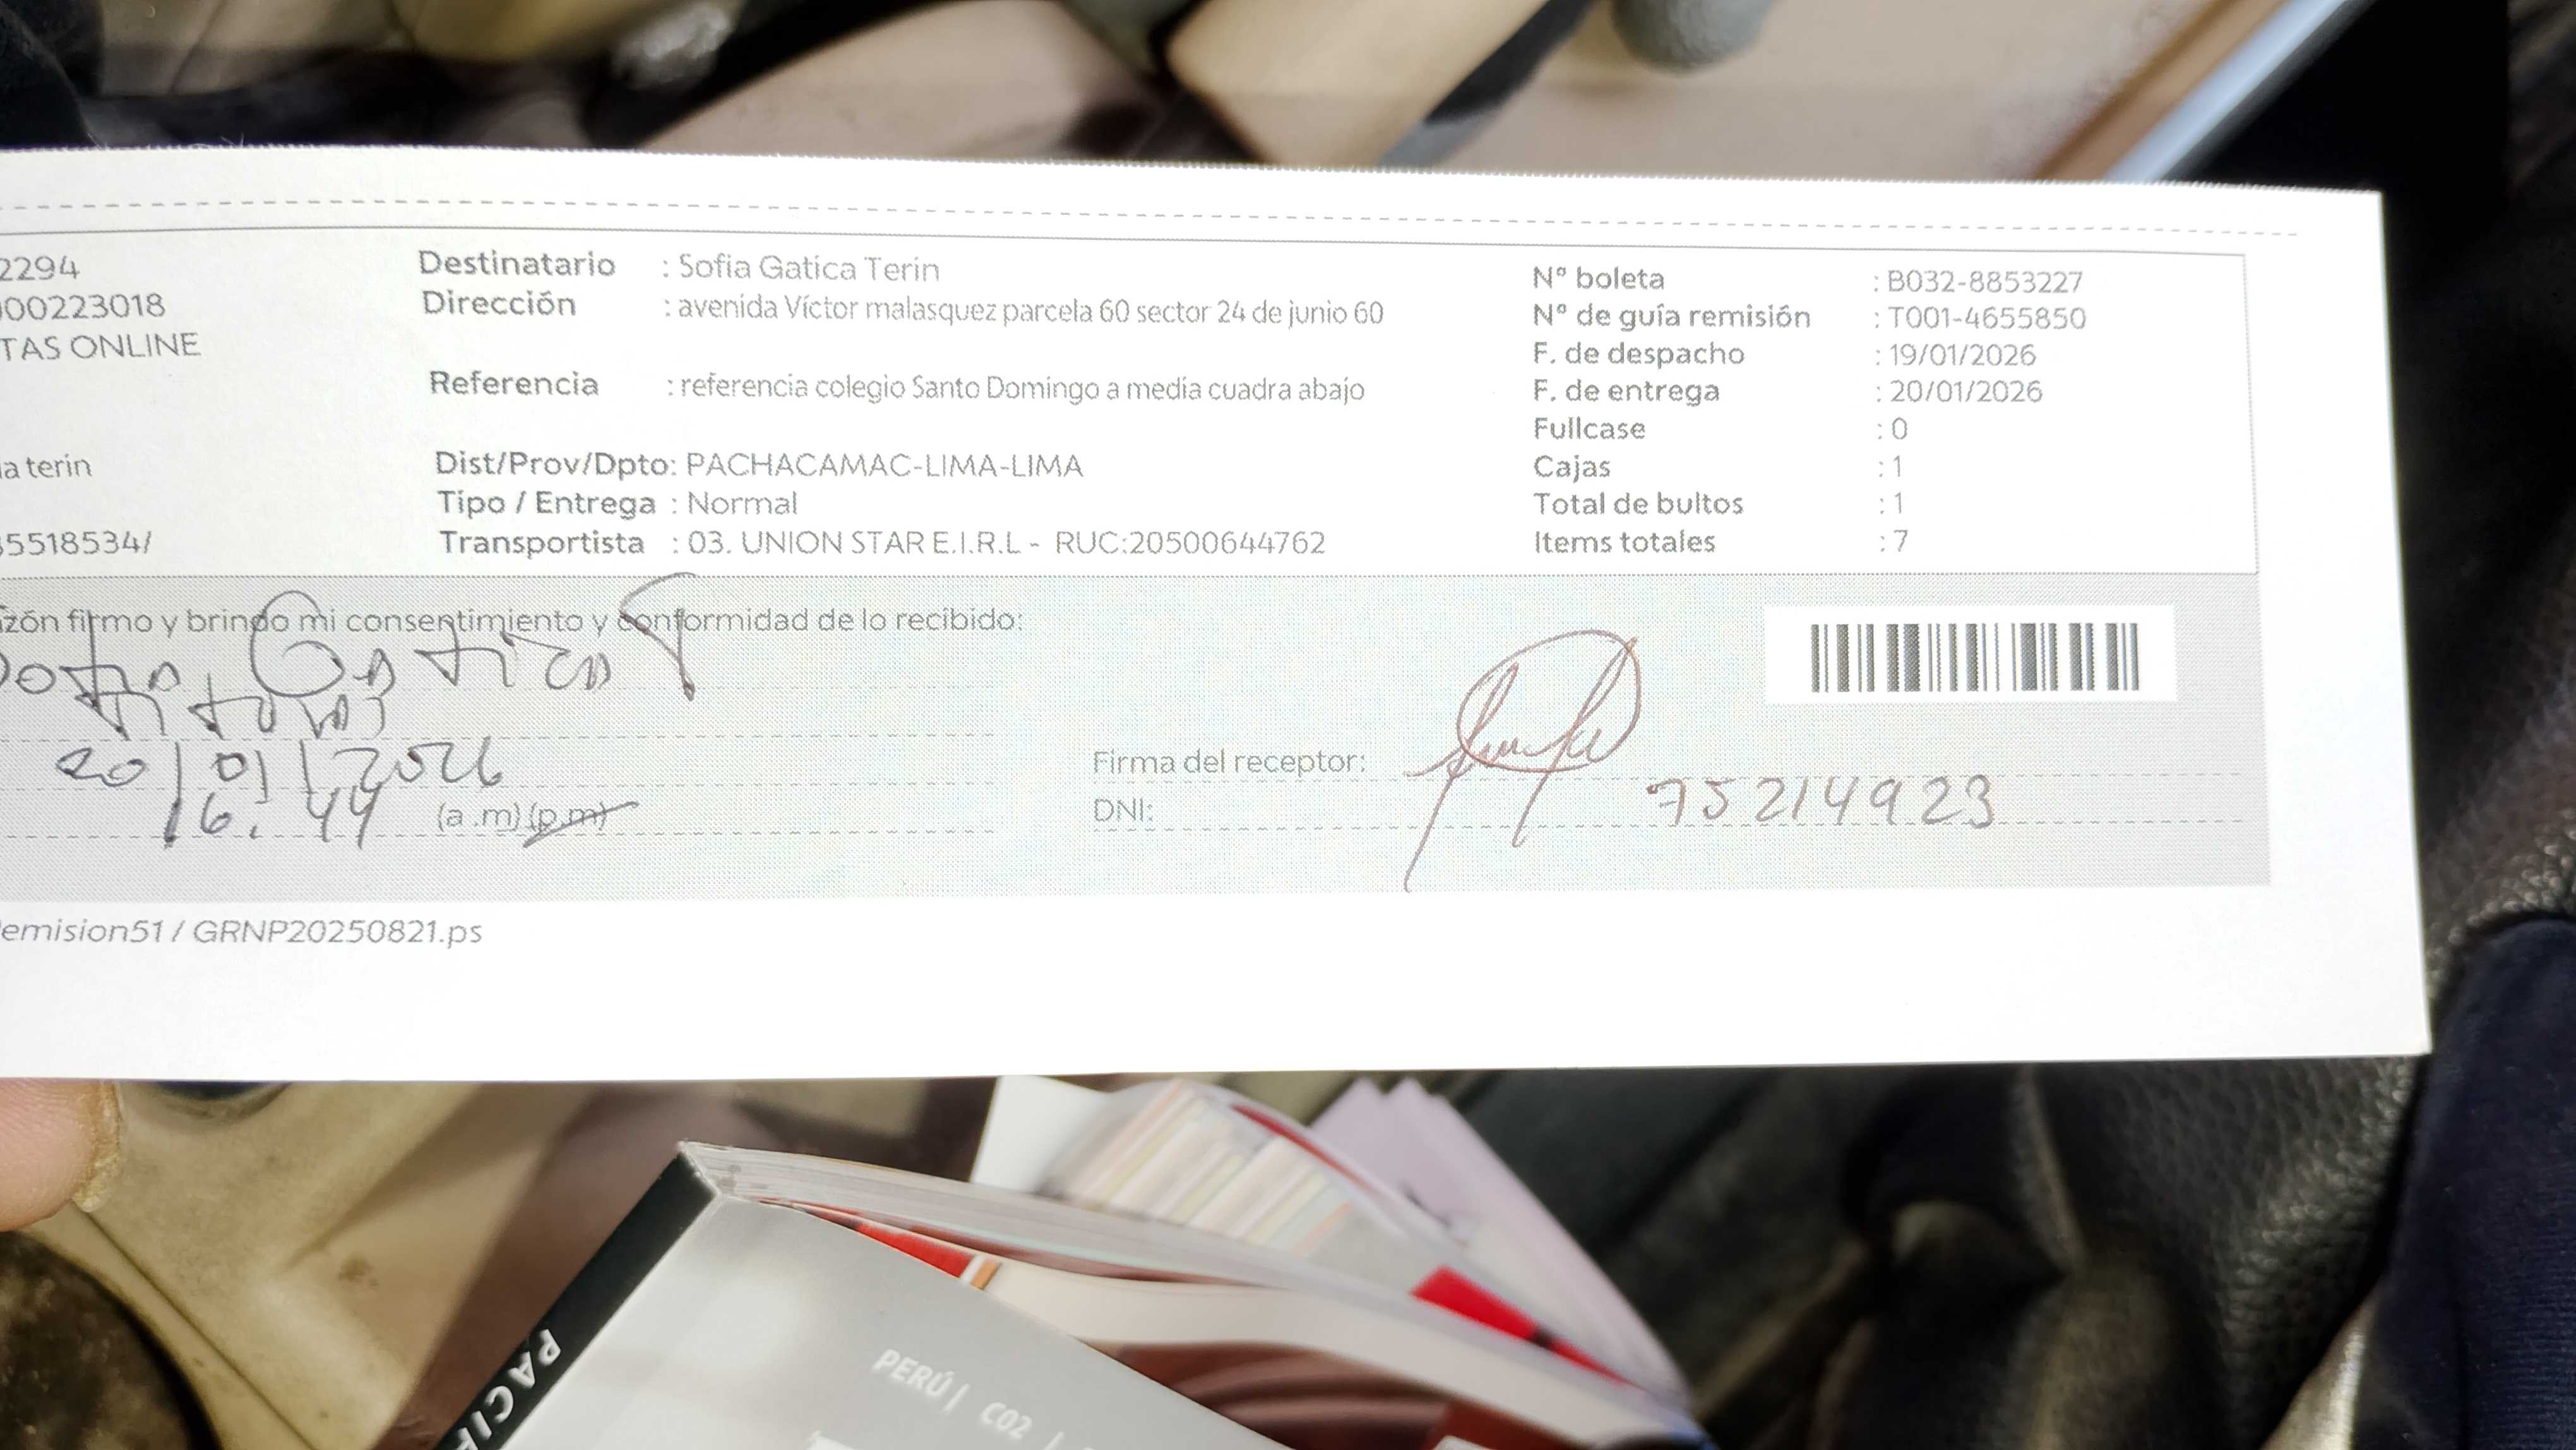 2294
00223018
TAS ONLINE
a terin
5518534/
Destinatario : Sofia Gatica Terin
Dirección : avenida Víctor malasquez parcela 60 sector 24 de junio 60
Referencia : referencia colegio Santo Domingo a media cuadra abajo
Dist/Prov/Dpto: PACHACAMAC-LIMA-LIMA
Tipo / Entrega : Normal
Transportista : 03. UNION STAR E.I.R.L - RUC:20500644762
Nº boleta : B032-8853227
Nº de guía remisión : T001-4655850
F. de despacho : 19/01/2026
F. de entrega : 20/01/2026
Fullcase : 0
Cajas : 1
Total de bultos : 1
Items totales : 7
zón firmo y brindo mi consentimiento y conformidad de lo recibido:
Gatica T
20/01/2026
16:44 (a.m)(p.m)
Firma del receptor:
DNI: 75214923
emision51 / GRNP20250821.ps
PACIF
PERÚ | C02 |